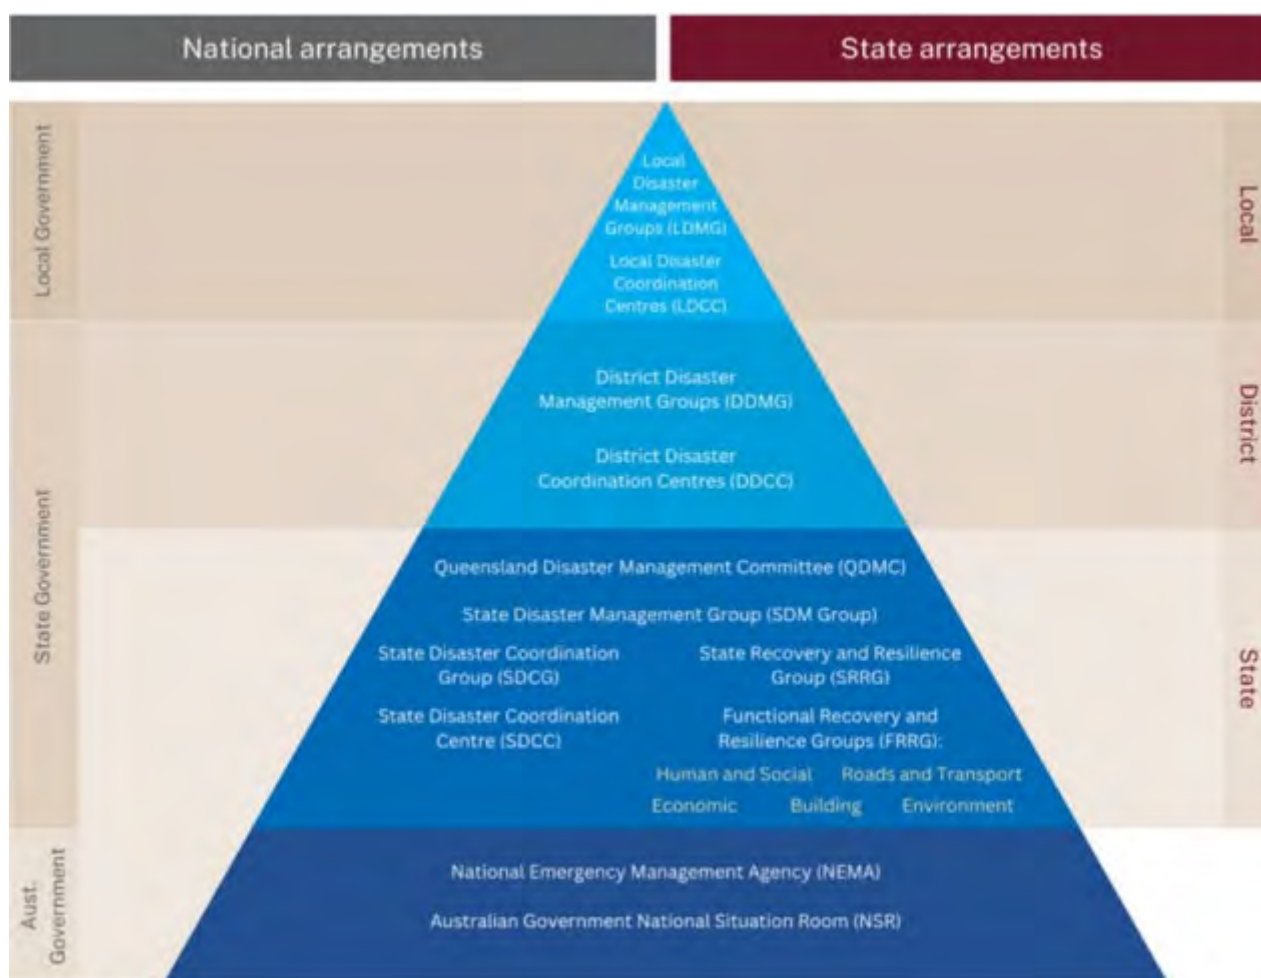 National arrangements
State arrangements
Local Government
State Government
Aust.
Government
Local
Disaster
Management
Groups (LDMG)
Local Disaster
Coordination
Centres (LDCC)
District Disaster
Management Groups (DDMG)
District Disaster
Coordination Centres (DDCC)
Queensland Disaster Management Committee (QDMC)
State Disaster Management Group (SDM Group)
State Disaster Coordination
Group (SDCG)
State Recovery and Resilience
Group (SRRG)
State Disaster Coordination
Centre (SDCC)
Functional Recovery and
Resilience Groups (FRRG):
Human and Social
Roads and Transport
Economic
Building
Environment
National Emergency Management Agency (NEMA)
Australian Government National Situation Room (NSR)
Local
District
State